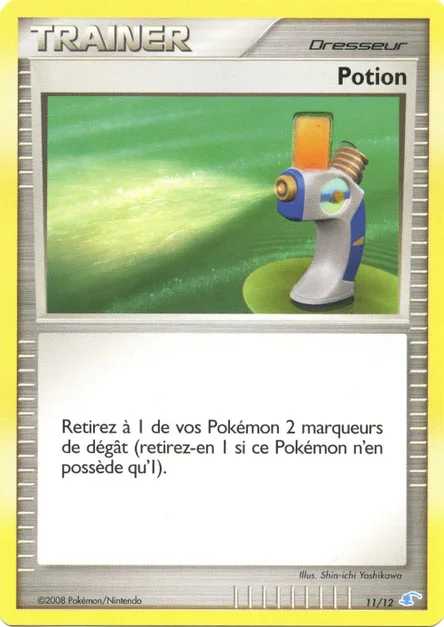 TRAINER
Dresseur
Potion
Retirez à 1 de vos Pokémon 2 marqueurs
de dégât (retirez-en 1 si ce Pokémon n'en
possède qu'1).
Illus. Shin-ichi Yoshikawa
©2008 Pokémon/Nintendo
11/12